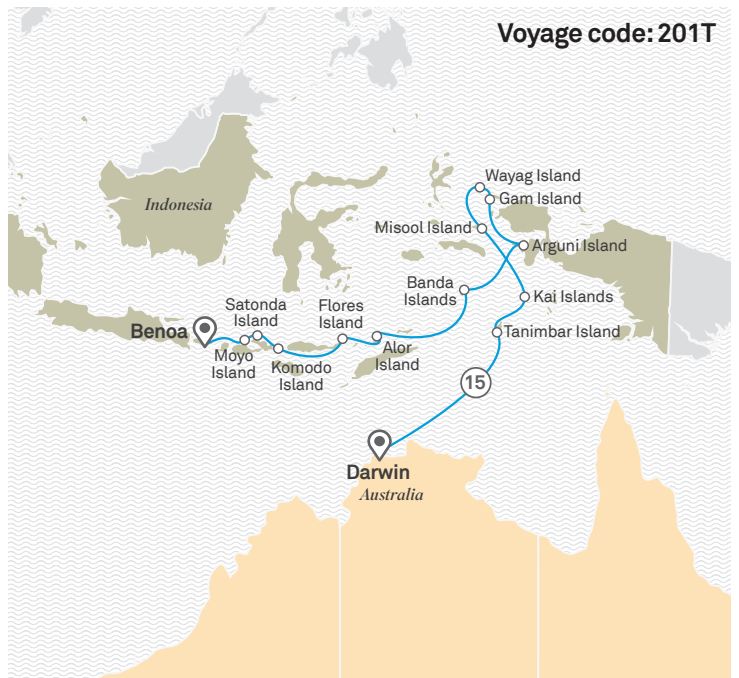 Voyage code: 201T
Wayag Island
Gam Island
Indonesia
Misool Island
Arguni Island
Banda
Islands
Kai Islands
Satonda
Island
Flores
Island
Benoa
Tanimbar Island
Moyo
Island
Komodo
Island
Alor
Island
15
Darwin
Australia